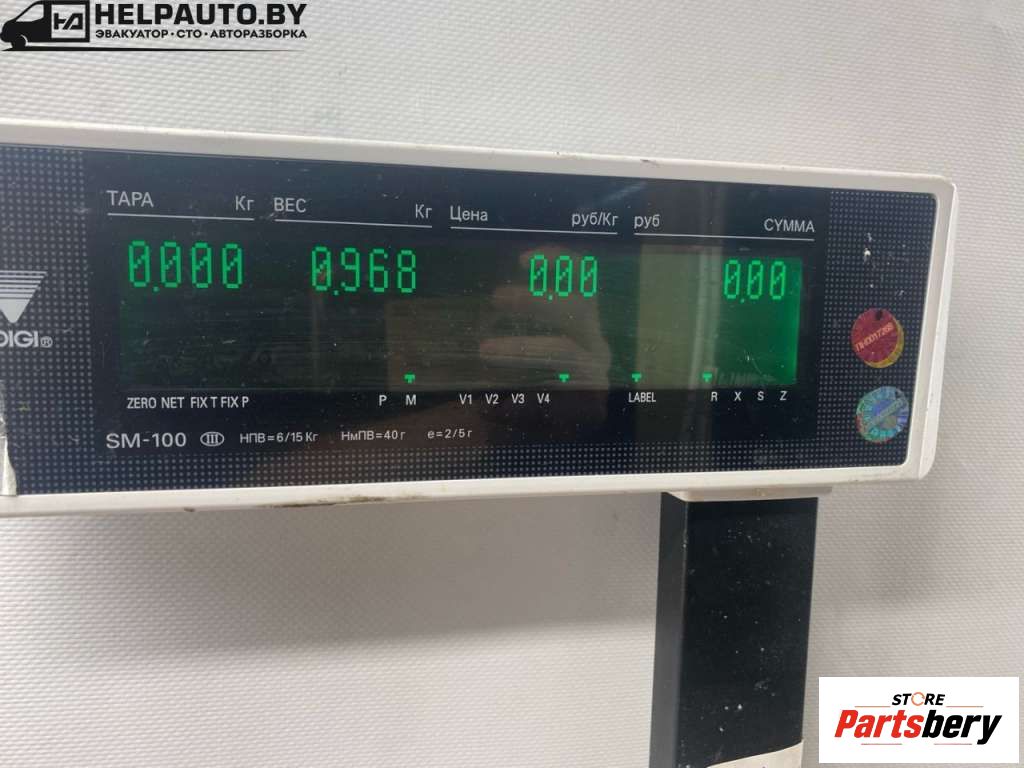 HELPAUTO.BY
ЭВАКУАТОР·СТО·АВТОРАЗБОРКА
ТАРА Кг ВЕС Кг Цена руб/Кг руб СУММА
0.000 0.968 0.00 0.00
DIGI®
ZERO NET FIX T FIX P P M V1 V2 V3 V4 LABEL R X S Z
SM-100 III НПВ=6/15 Кг НмПВ=40 г e=2/5 г
STORE
Partsbery